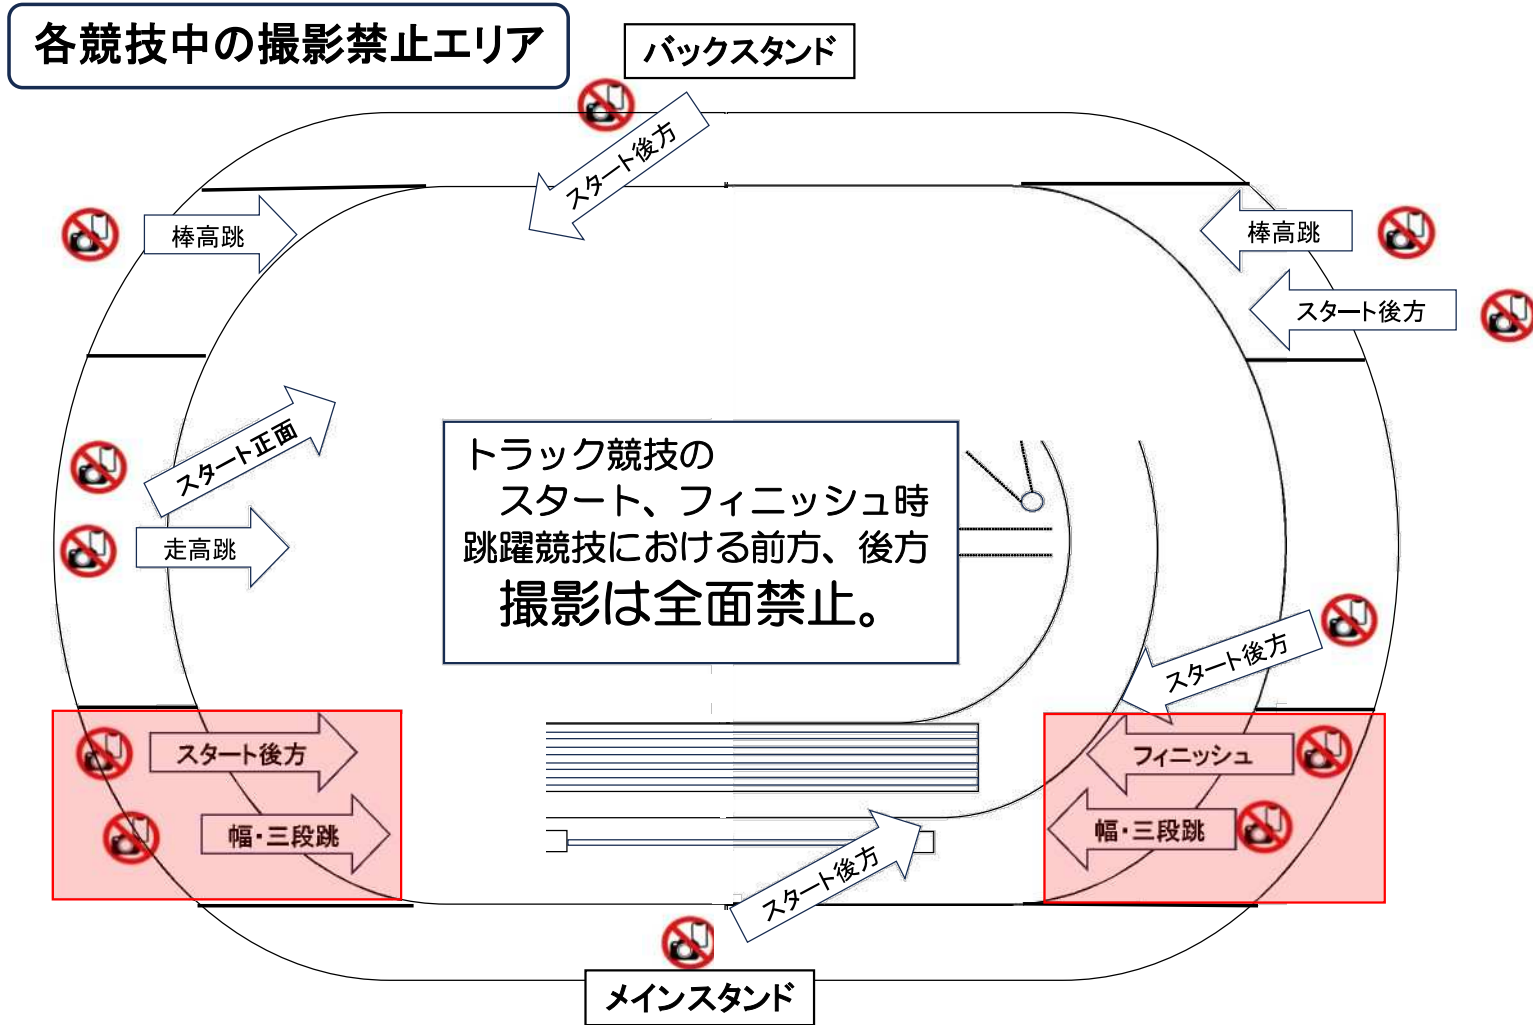 各競技中の撮影禁止エリア
バックスタンド
スタート後方
棒高跳
棒高跳
スタート後方
スタート正面
走高跳
トラック競技の
スタート、フィニッシュ時
跳躍競技における前方、後方
撮影は全面禁止。
スタート後方
スタート後方
フィニッシュ
幅・三段跳
幅・三段跳
スタート後方
メインスタンド